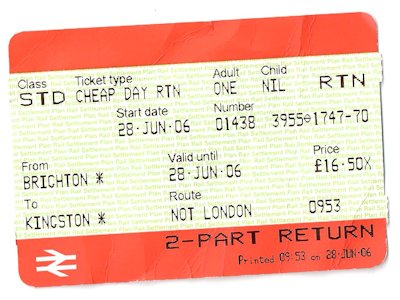 Class Ticket type Adult Child
STD CHEAP DAY RTN ONE NIL RTN
Start date Number
28·JUN·06 01438 3955⊕1747-70
From Valid until Price
BRIGHTON * 28·JUN·06 £16·50X
To Route
KINGSTON * NOT LONDON 0953
2-PART RETURN
Printed 09:53 on 28·JUN·06